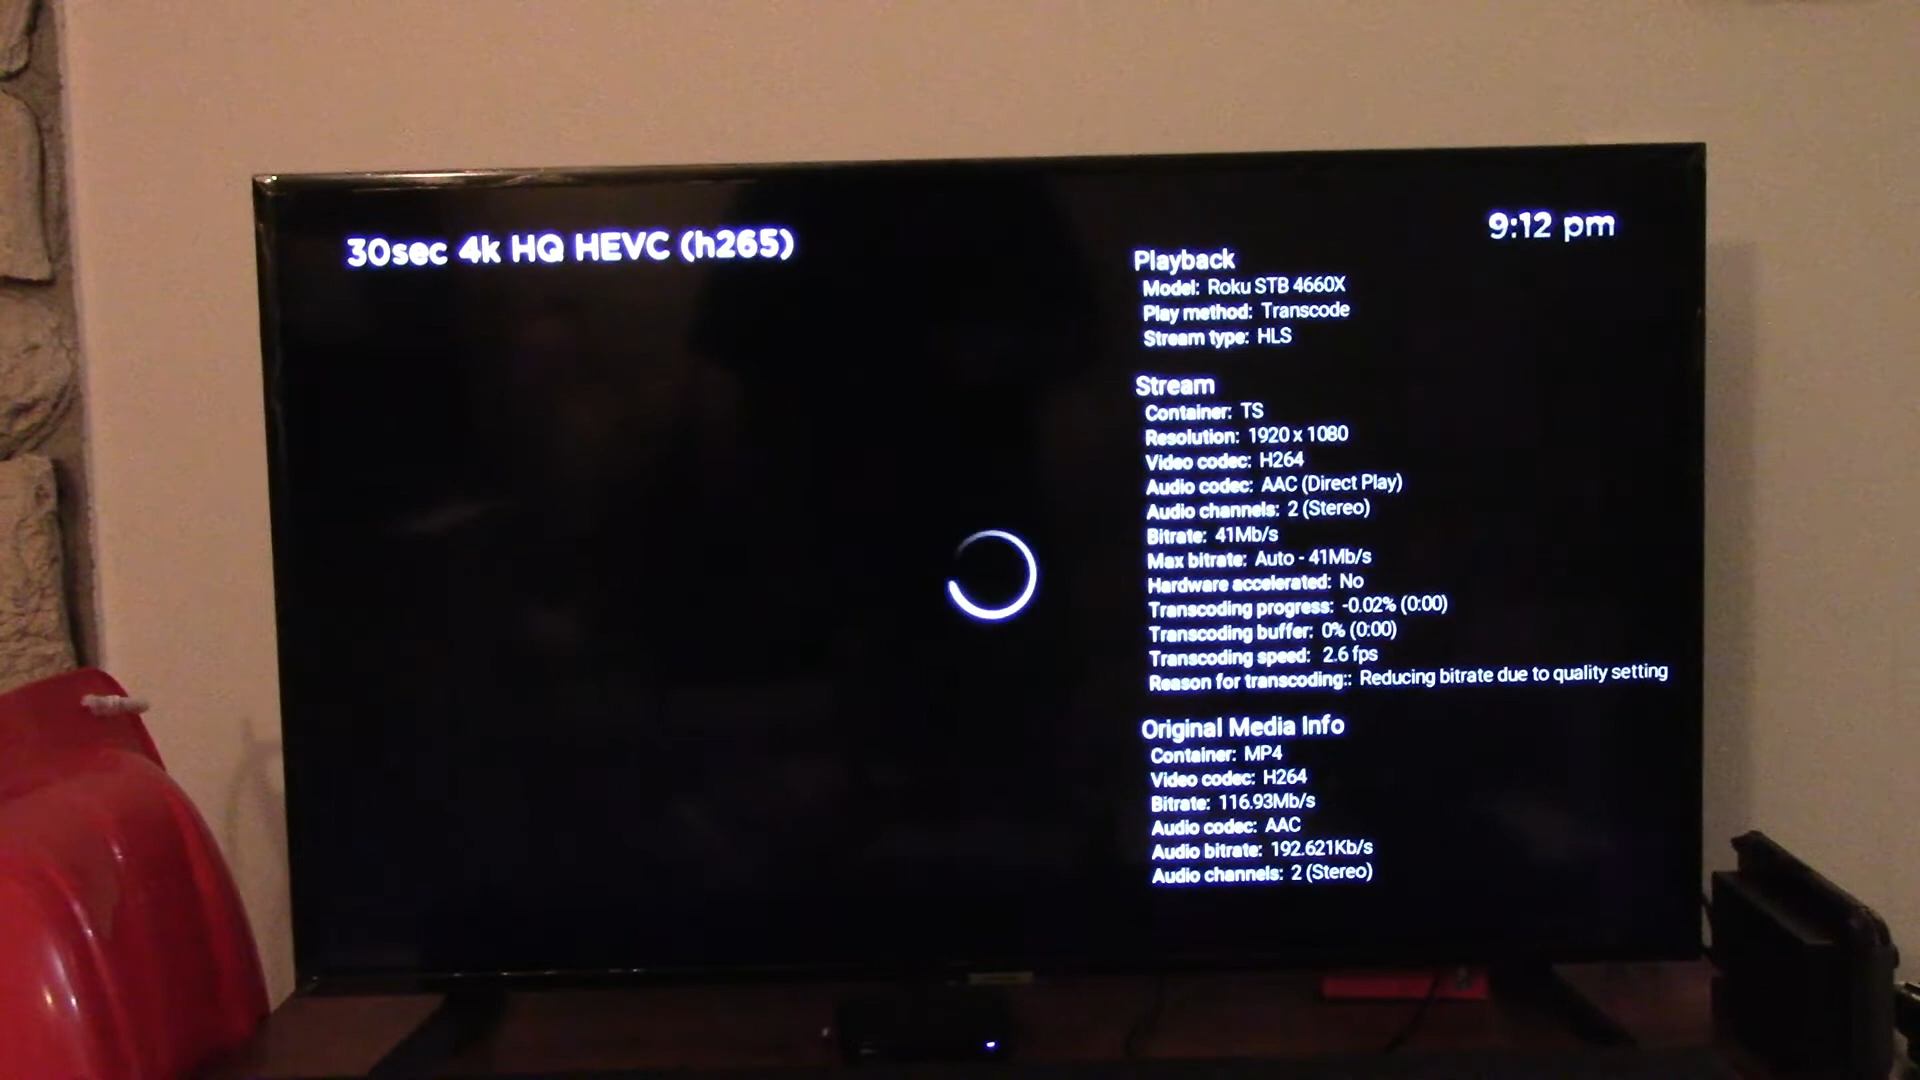 30sec 4k HQ HEVC (h265)
9:12 pm
Playback
Model: Roku STB 4660X
Play method: Transcode
Stream type: HLS
Stream
Container: TS
Resolution: 1920 x 1080
Video codec: H264
Audio codec: AAC (Direct Play)
Audio channels: 2 (Stereo)
Bitrate: 41Mb/s
Max bitrate: Auto - 41Mb/s
Hardware accelerated: No
Transcoding progress: -0.02% (0:00)
Transcoding buffer: 0% (0:00)
Transcoding speed: 2.6 fps
Reason for transcoding:: Reducing bitrate due to quality setting
Original Media Info
Container: MP4
Video codec: H264
Bitrate: 116.93Mb/s
Audio codec: AAC
Audio bitrate: 192.621Kb/s
Audio channels: 2 (Stereo)